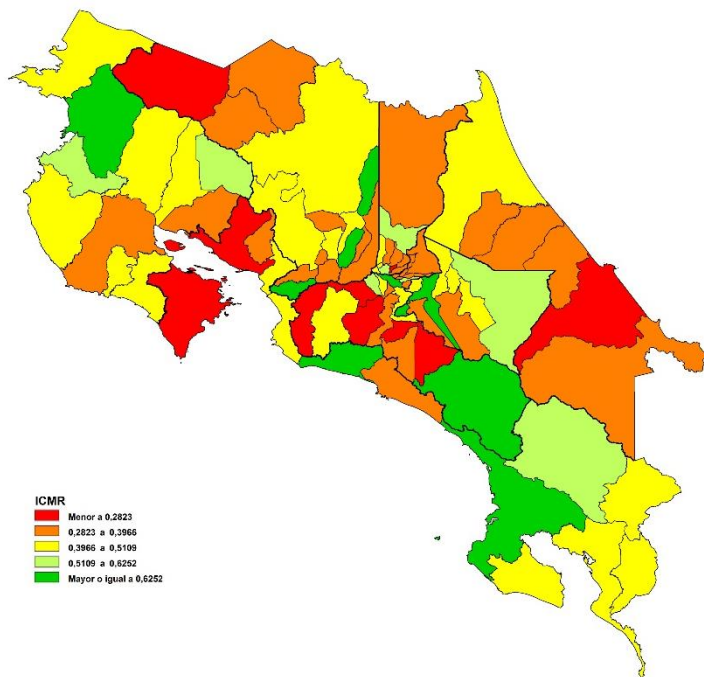 ICMR
Menor a 0,2823
0,2823 a 0,3966
0,3966 a 0,5109
0,5109 a 0,6252
Mayor o igual a 0,6252